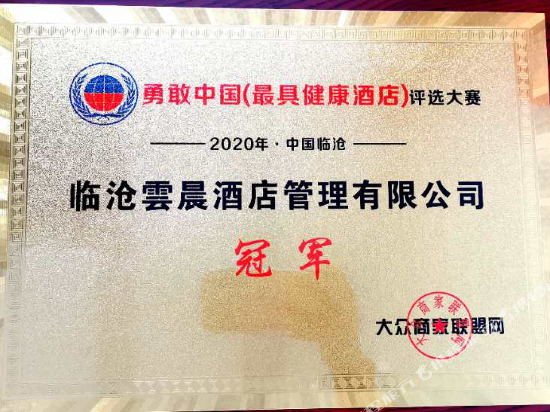 勇敢中国(最具健康酒店)评选大赛
2020年·中国临沧
临沧雲晨酒店管理有限公司
冠军
大众商家联盟网